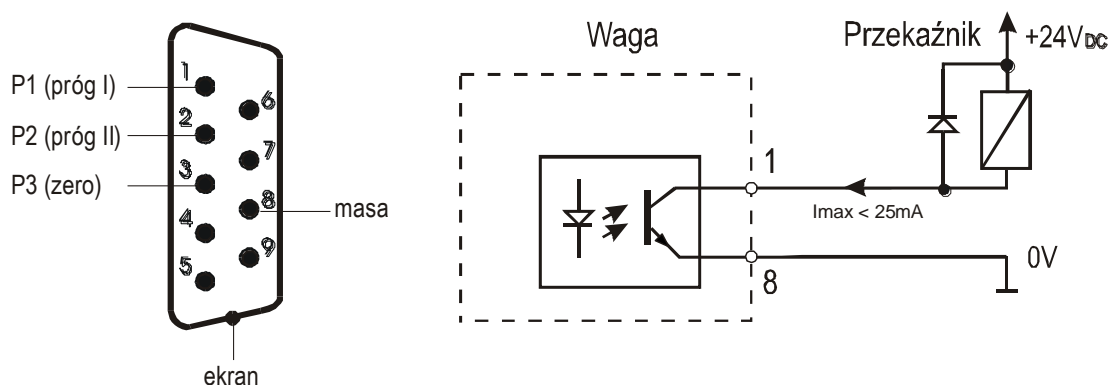 P1 (próg I)
P2 (próg II)
P3 (zero)
1
2
3
4
5
6
7
8
9
masa
ekran
Waga
Przekaźnik
+24VDC
1
Imax < 25mA
8
0V